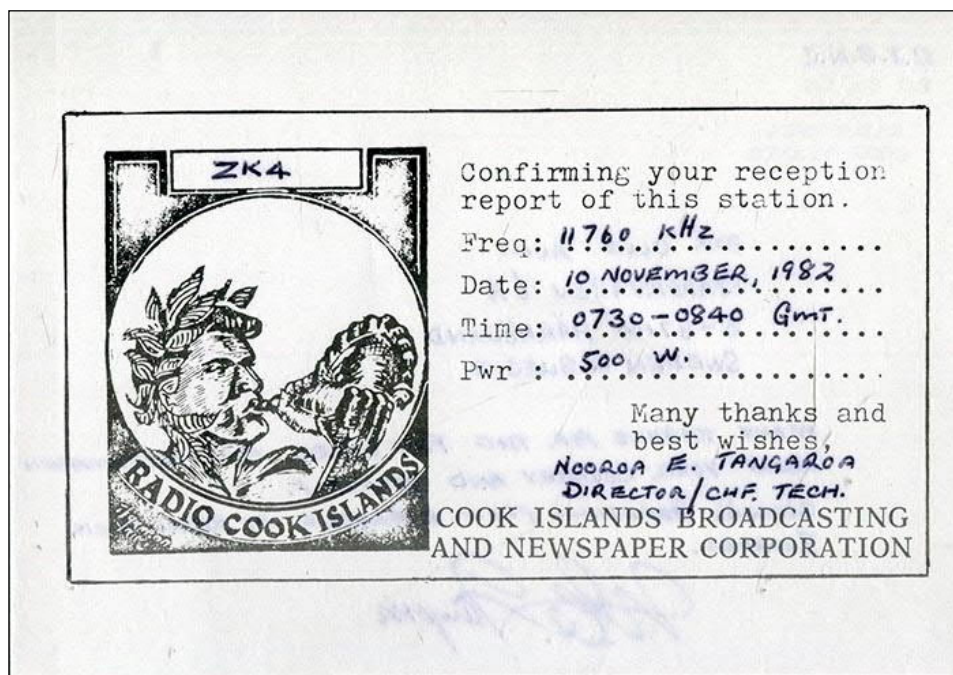 ZK4
RADIO COOK ISLANDS
Confirming your reception
report of this station.
Freq: 11760 kHz
Date: 10 NOVEMBER, 1982
Time: 0730-0840 GMT.
Pwr : 500 W.
Many thanks and
best wishes,
NOOROA E. TANGAROA
DIRECTOR/CHF. TECH.
COOK ISLANDS BROADCASTING
AND NEWSPAPER CORPORATION